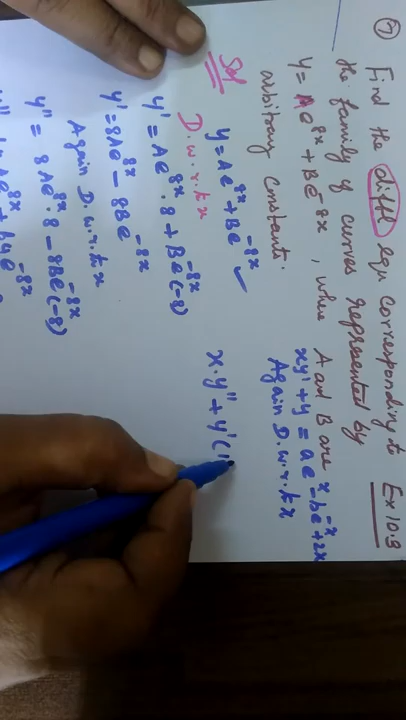 Ex 10.3
⑦ Find the diffl equ corresponding to
the family of curves represented by
y = Ae^8x + Be^-8x, where A and B are
arbitrary constants.
Sol
y = Ae^8x + Be^-8x ✓
D.w.r.t x
y' = Ae^8x · 8 + Be^-8x (-8)
y' = 8Ae^8x - 8Be^-8x
Again D.w.r.t x
y'' = 8Ae^8x · 8 - 8Be^-8x (-8)
xy' + y = ae^x - be^-x + 2x
Again D.w.r.t x
x·y'' + y'(1